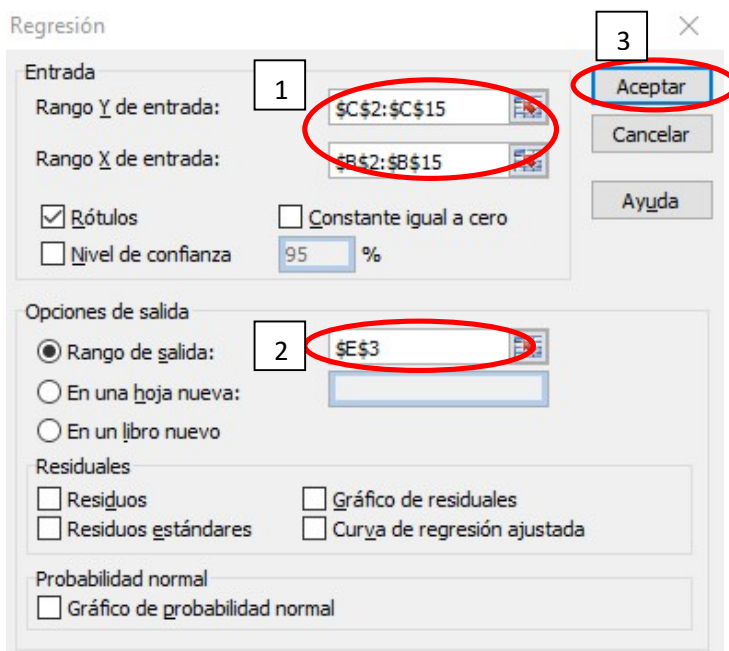 Regresión
3
Entrada
1
Aceptar
Rango Y de entrada:
$C$2:$C$15
Cancelar
Rango X de entrada:
$B$2:$B$15
Ayuda
Rótulos
Constante igual a cero
Nivel de confianza
95
%
Opciones de salida
Rango de salida:
2
$E$3
En una hoja nueva:
En un libro nuevo
Residuales
Residuos
Gráfico de residuales
Residuos estándares
Curva de regresión ajustada
Probabilidad normal
Gráfico de probabilidad normal